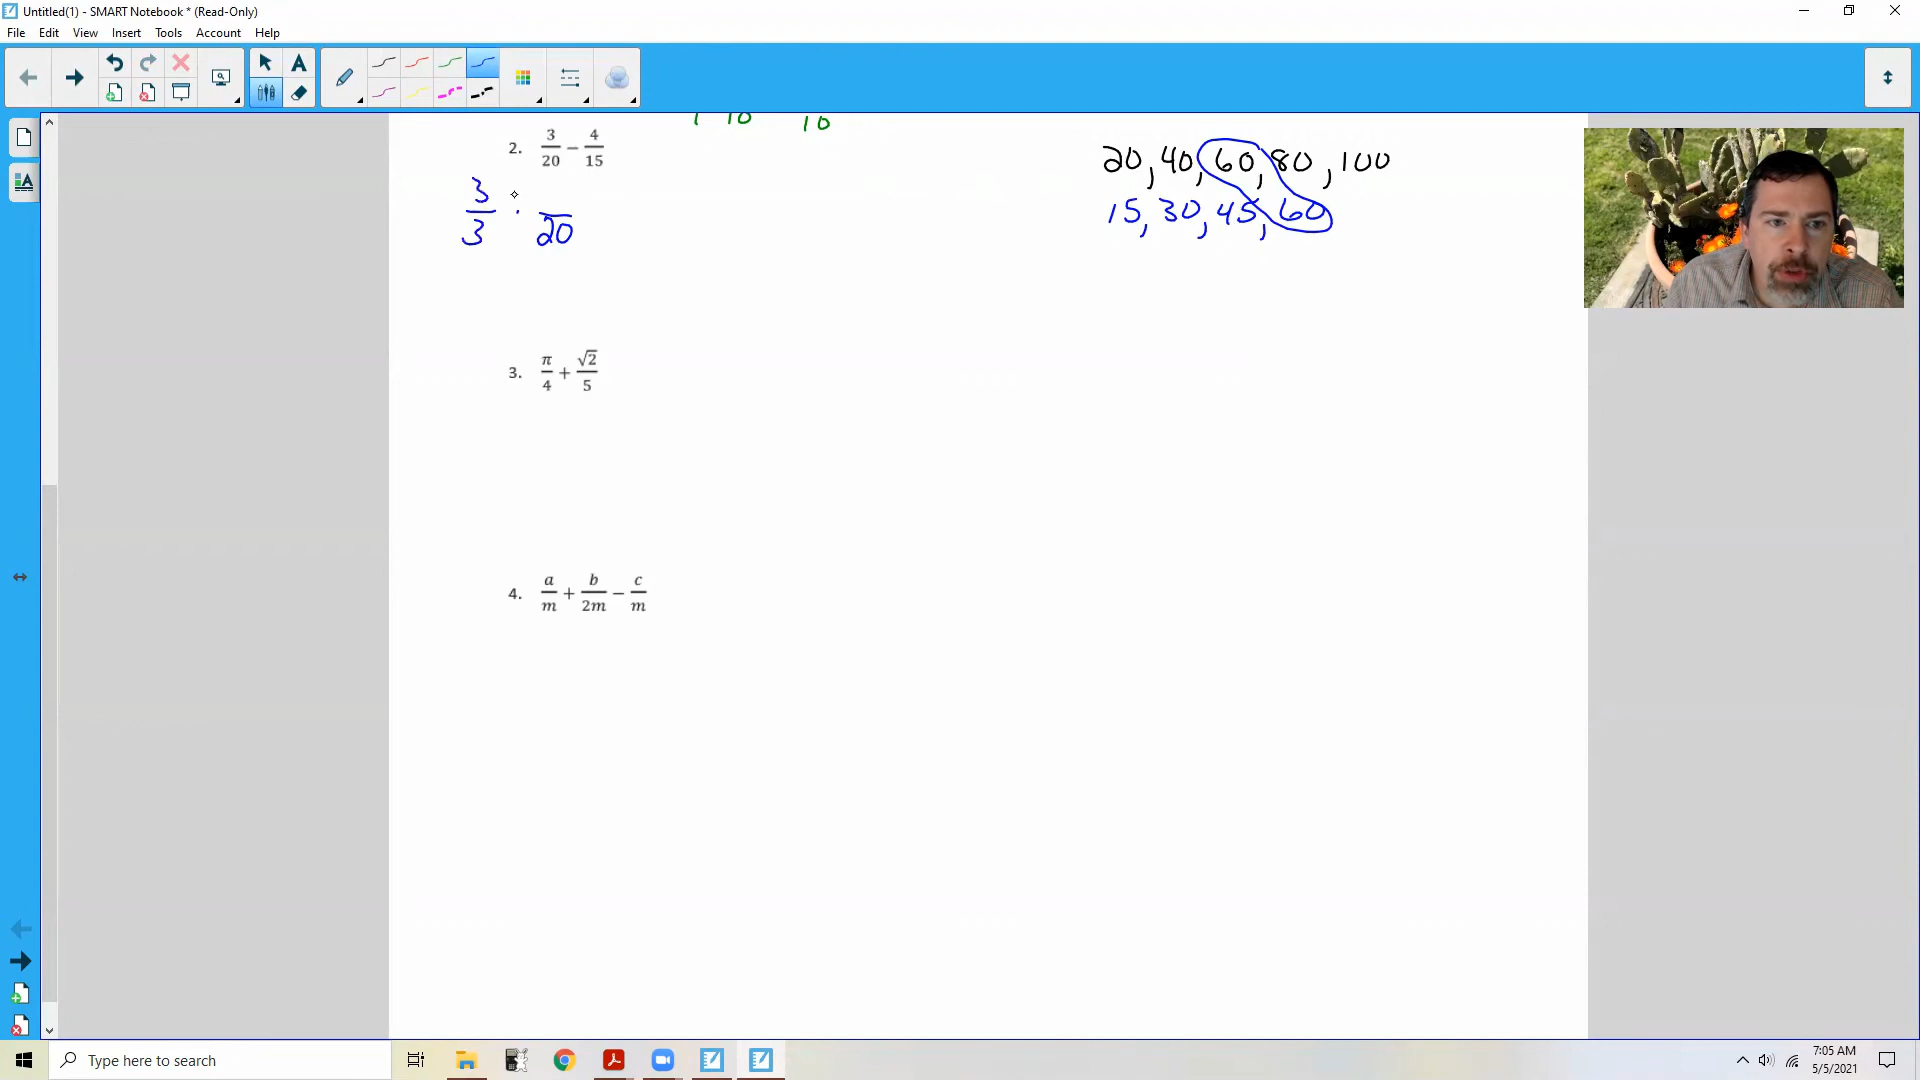 Untitled(1) - SMART Notebook * (Read-Only)
File Edit View Insert Tools Account Help
A
A
10 10
2. 3/20 − 4/15
20, 40, 60, 80, 100
15, 30, 45, 60
3/3 · /20
3. π/4 + √2/5
4. a/m + b/2m − c/m
Type here to search
7:05 AM
5/5/2021